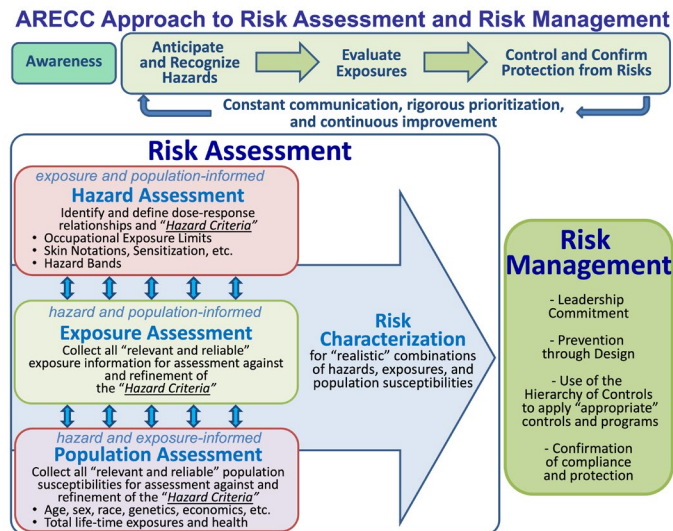 ARECC Approach to Risk Assessment and Risk Management
Awareness
Anticipate
and Recognize
Hazards
Evaluate
Exposures
Control and Confirm
Protection from Risks
Constant communication, rigorous prioritization,
and continuous improvement
Risk Assessment
exposure and population-informed
Hazard Assessment
Identify and define dose-response
relationships and “Hazard Criteria”
• Occupational Exposure Limits
• Skin Notations, Sensitization, etc.
• Hazard Bands
hazard and population-informed
Exposure Assessment
Collect all “relevant and reliable”
exposure information for assessment against
and refinement of
the “Hazard Criteria”
hazard and exposure-informed
Population Assessment
Collect all “relevant and reliable” population
susceptibilities for assessment against and
refinement of the “Hazard Criteria”
• Age, sex, race, genetics, economics, etc.
• Total life-time exposures and health
Risk
Characterization
for “realistic” combinations
of hazards, exposures, and
population susceptibilities
Risk
Management
- Leadership
Commitment
- Prevention
through Design
- Use of the
Hierarchy of Controls
to apply “appropriate”
controls and programs
- Confirmation
of compliance
and protection